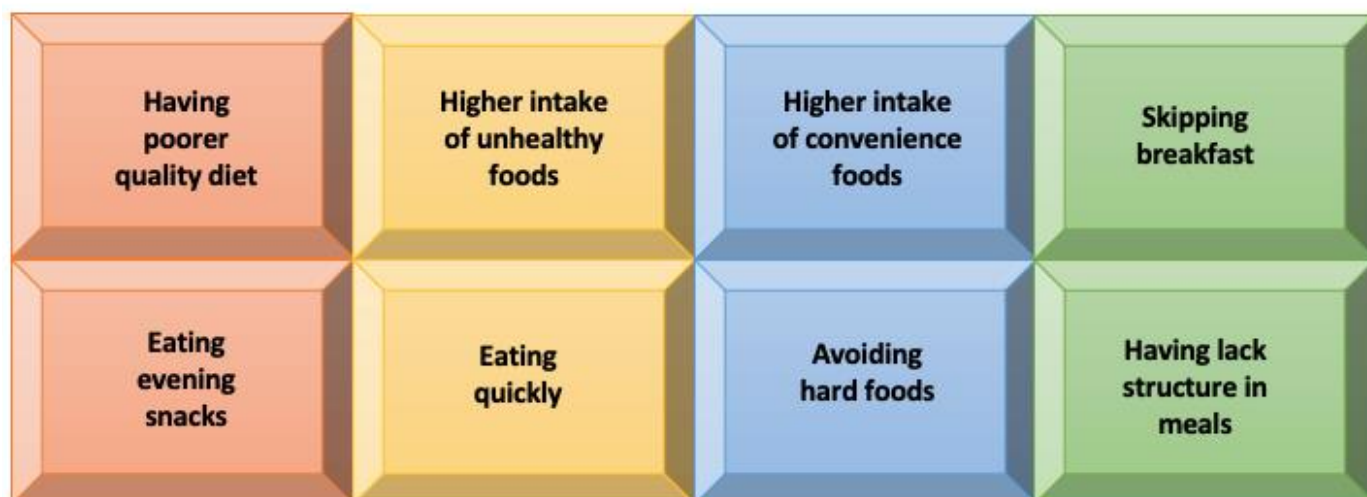 Having
poorer
quality diet
Higher intake
of unhealthy
foods
Higher intake
of convenience
foods
Skipping
breakfast
Eating
evening
snacks
Eating
quickly
Avoiding
hard foods
Having lack
structure in
meals